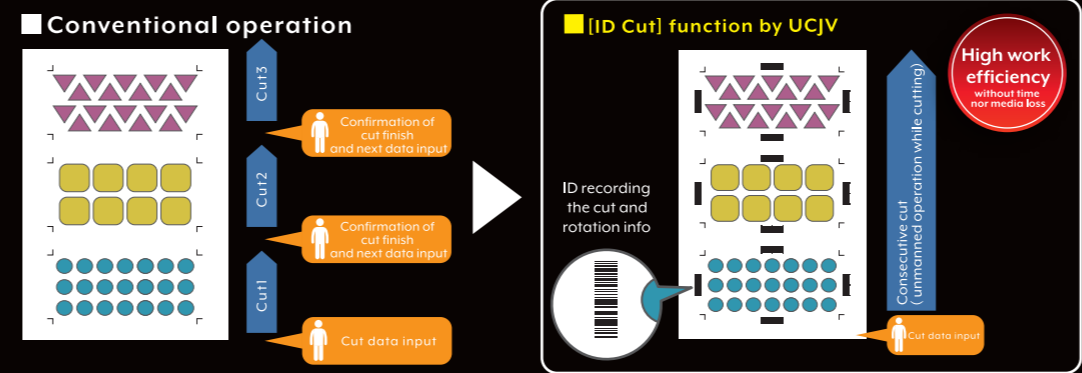 Conventional operation
Cut3
Confirmation of
cut finish
and next data input
Cut2
Confirmation of
cut finish
and next data input
Cut1
Cut data input
[ID Cut] function by UCJV
High work
efficiency
without time
nor media loss
ID recording
the cut and
rotation info
Consecutive cut
(unmanned operation while cutting)
Cut data input